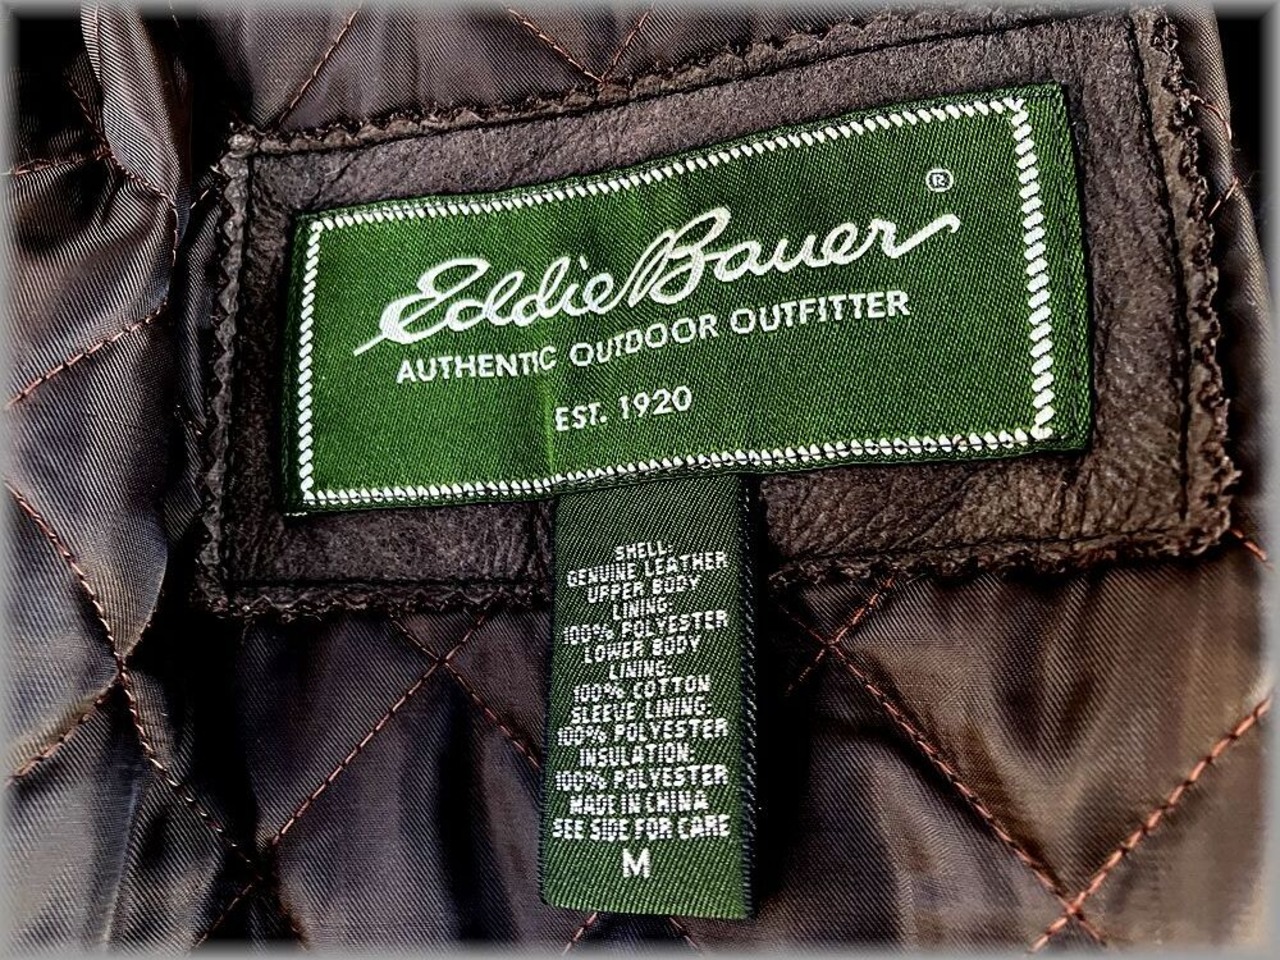 Eddie Bauer ®
AUTHENTIC OUTDOOR OUTFITTER
EST. 1920
SHELL:
GENUINE LEATHER
UPPER BODY
LINING:
100% POLYESTER
LOWER BODY
LINING:
100% COTTON
SLEEVE LINING:
100% POLYESTER
INSULATION:
100% POLYESTER
MADE IN CHINA
SEE SIDE FOR CARE
M